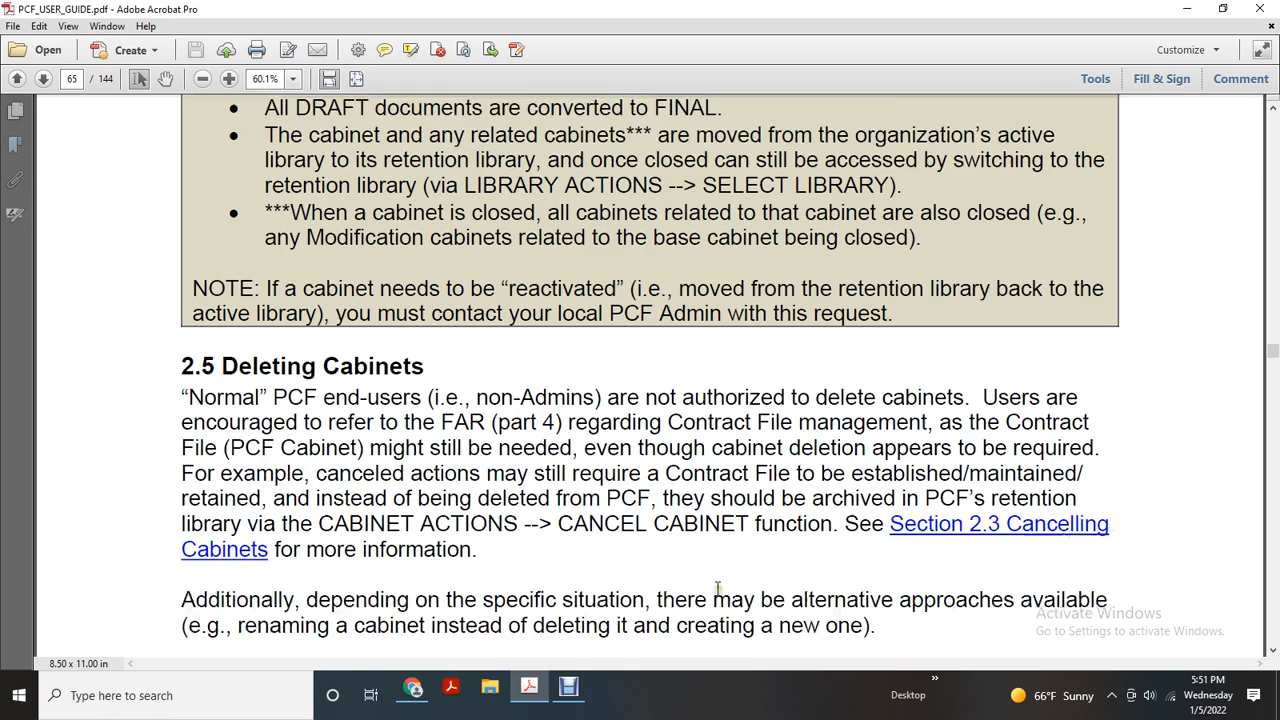 PCF_USER_GUIDE.pdf - Adobe Acrobat Pro
File Edit View Window Help
Open Create Customize
65 / 144 60.1% Tools Fill & Sign Comment
• All DRAFT documents are converted to FINAL.
• The cabinet and any related cabinets*** are moved from the organization's active
library to its retention library, and once closed can still be accessed by switching to the
retention library (via LIBRARY ACTIONS --> SELECT LIBRARY).
• ***When a cabinet is closed, all cabinets related to that cabinet are also closed (e.g.,
any Modification cabinets related to the base cabinet being closed).
NOTE: If a cabinet needs to be “reactivated” (i.e., moved from the retention library back to the
active library), you must contact your local PCF Admin with this request.
2.5 Deleting Cabinets
“Normal” PCF end-users (i.e., non-Admins) are not authorized to delete cabinets.  Users are
encouraged to refer to the FAR (part 4) regarding Contract File management, as the Contract
File (PCF Cabinet) might still be needed, even though cabinet deletion appears to be required.
For example, canceled actions may still require a Contract File to be established/maintained/
retained, and instead of being deleted from PCF, they should be archived in PCF's retention
library via the CABINET ACTIONS --> CANCEL CABINET function. See Section 2.3 Cancelling
Cabinets for more information.
Additionally, depending on the specific situation, there may be alternative approaches available
(e.g., renaming a cabinet instead of deleting it and creating a new one).
Activate Windows
Go to Settings to activate Windows.
8.50 x 11.00 in
Type here to search
Desktop
66°F Sunny
5:51 PM
Wednesday
1/5/2022